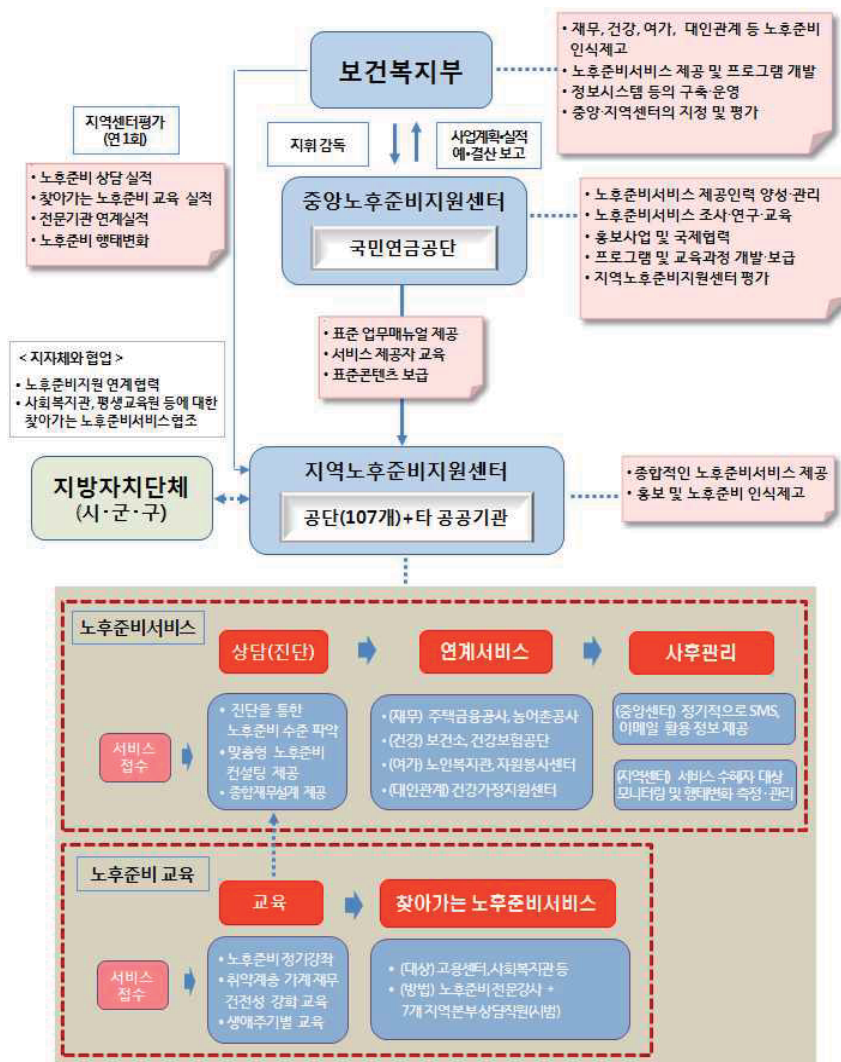 보건복지부
• 재무, 건강, 여가, 대인관계 등 노후준비
인식제고
• 노후준비서비스 제공 및 프로그램 개발
• 정보시스템 등의 구축·운영
• 중앙·지역센터의 지정 및 평가
지역센터평가
(연 1회)
• 노후준비 상담 실적
• 찾아가는 노후준비 교육 실적
• 전문기관 연계실적
• 노후준비 행태변화
지휘 감독
사업계획•실적
예•결산 보고
중앙노후준비지원센터
국민연금공단
• 노후준비서비스 제공인력 양성·관리
• 노후준비서비스 조사·연구·교육
• 홍보사업 및 국제협력
• 프로그램 및 교육과정 개발·보급
• 지역노후준비지원센터 평가
• 표준 업무매뉴얼 제공
• 서비스 제공자 교육
• 표준콘텐츠 보급
< 지자체와 협업 >
• 노후준비지원 연계협력
• 사회복지관, 평생교육원 등에 대한
찾아가는 노후준비서비스 협조
지방자치단체
(시·군·구)
지역노후준비지원센터
공단(107개)+타 공공기관
• 종합적인 노후준비서비스 제공
• 홍보 및 노후준비 인식제고
노후준비서비스
상담(진단)
연계서비스
사후관리
서비스
접수
• 진단을 통한
노후준비 수준 파악
• 맞춤형 노후준비
컨설팅 제공
• 종합재무설계 제공
• (재무) 주택금융공사, 농어촌공사
• (건강) 보건소, 건강보험공단
• (여가) 노인복지관, 자원봉사센터
• (대인관계) 건강가정지원센터
(중앙센터) 정기적으로 SMS,
이메일 활용 정보 제공
(지역센터) 서비스 수혜자 대상
모니터링 및 행태변화 측정·관리
노후준비 교육
교육
찾아가는 노후준비서비스
서비스
접수
• 노후준비 정기강좌
• 취약계층 가계 재무
건전성 강화 교육
• 생애주기별 교육
• (대상) 고용센터,사회복지관 등
• (방법) 노후준비 전문강사 +
7개 지역본부 상담직원(시범)